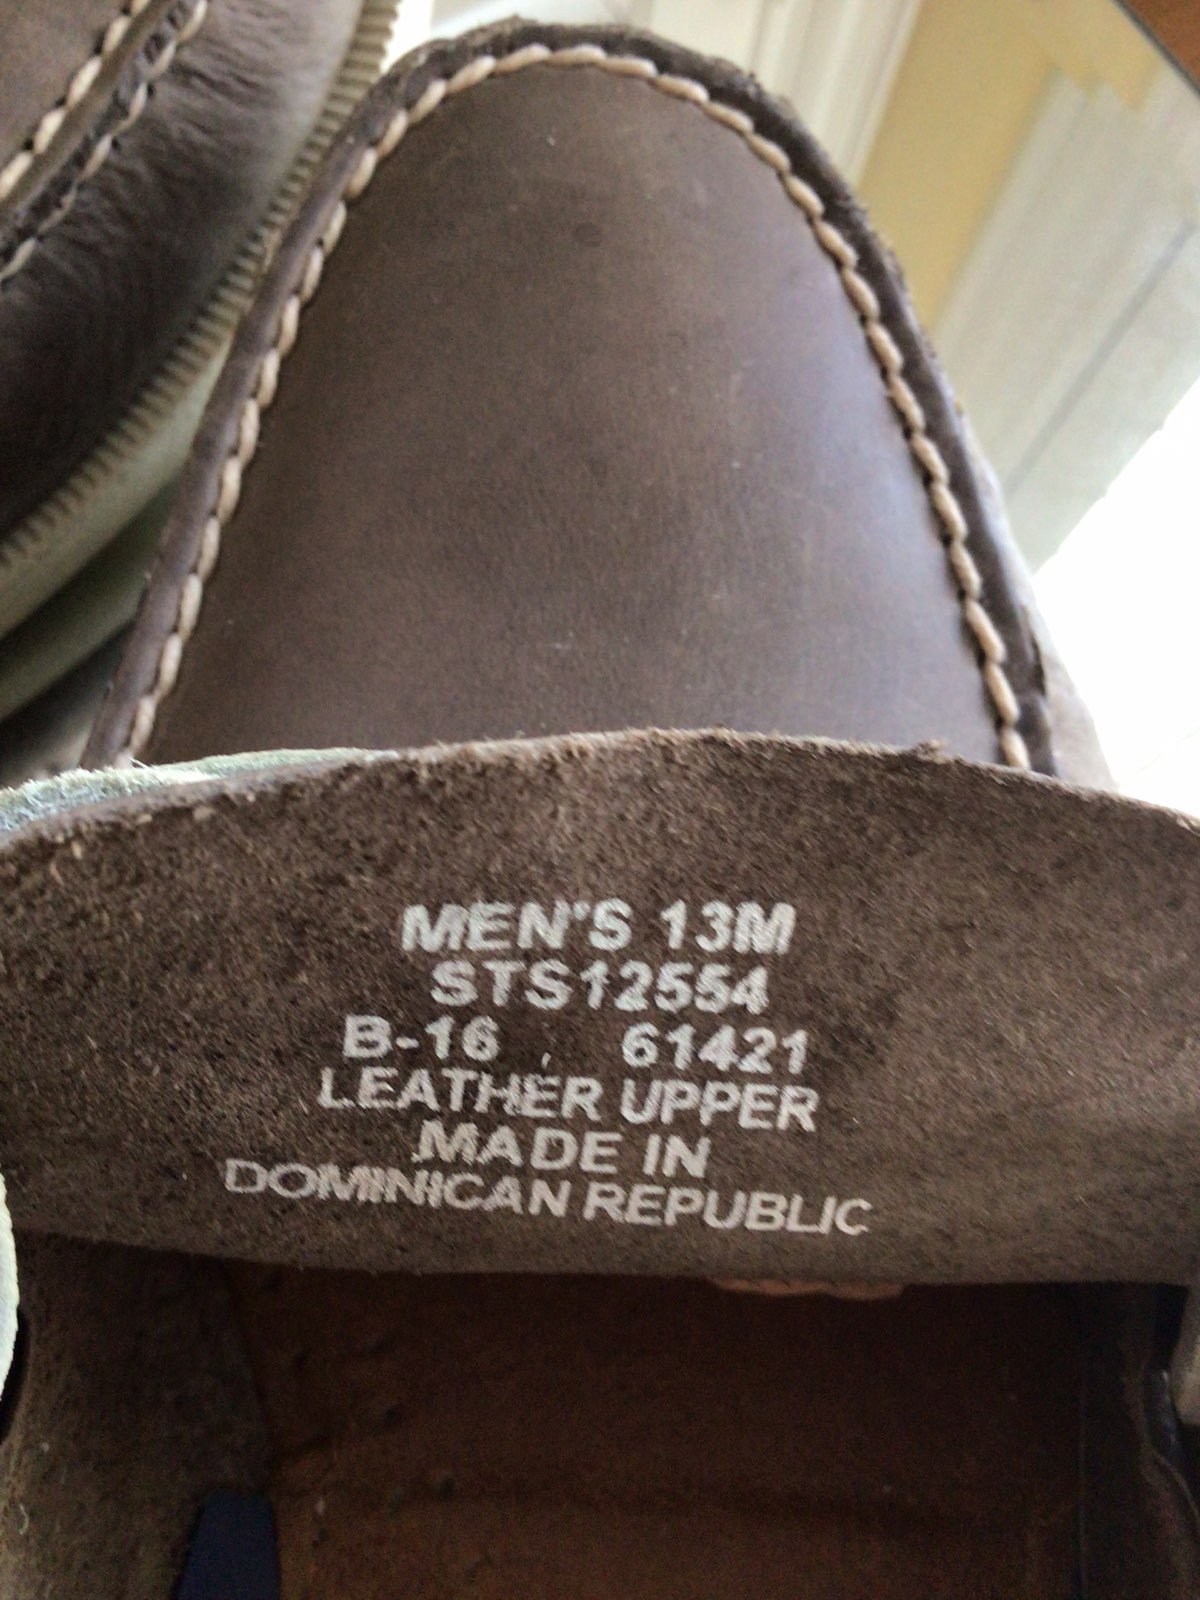 MEN'S 13M
STS12554
B-16 61421
LEATHER UPPER
MADE IN
DOMINICAN REPUBLIC